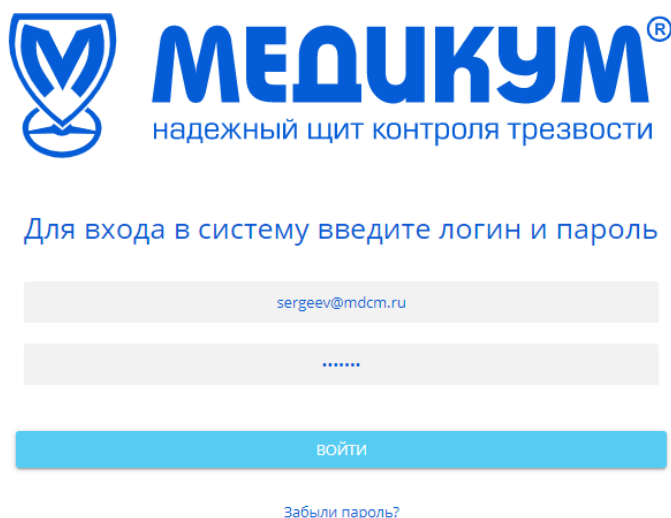 МЕДИКУМ®
надежный щит контроля трезвости
Для входа в систему введите логин и пароль
sergeev@mdcm.ru
•••••••
ВОЙТИ
Забыли пароль?